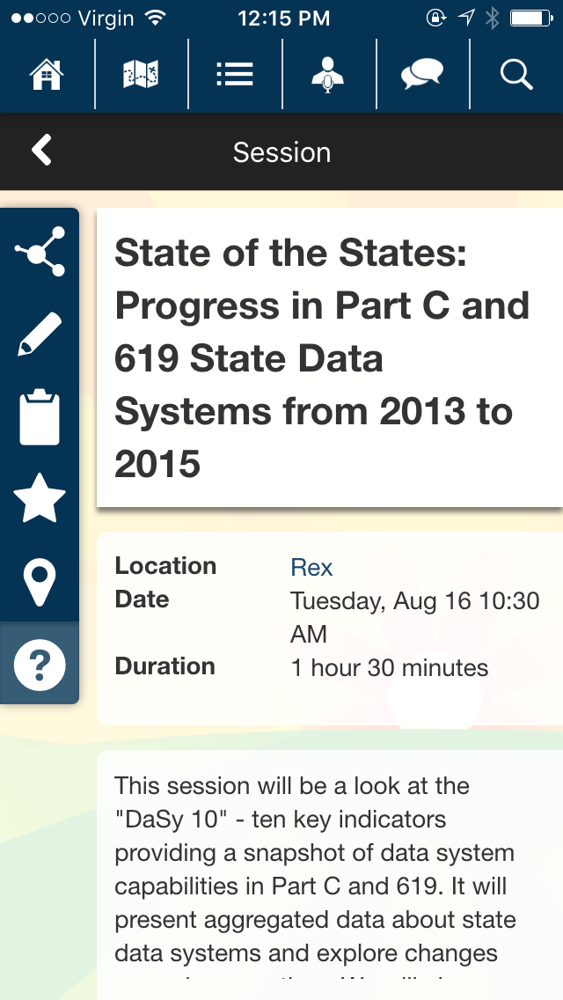 Virgin 12:15 PM
Session
State of the States:
Progress in Part C and
619 State Data
Systems from 2013 to
2015
Location Rex
Date Tuesday, Aug 16 10:30
AM
Duration 1 hour 30 minutes
?
This session will be a look at the
"DaSy 10" - ten key indicators
providing a snapshot of data system
capabilities in Part C and 619. It will
present aggregated data about state
data systems and explore changes